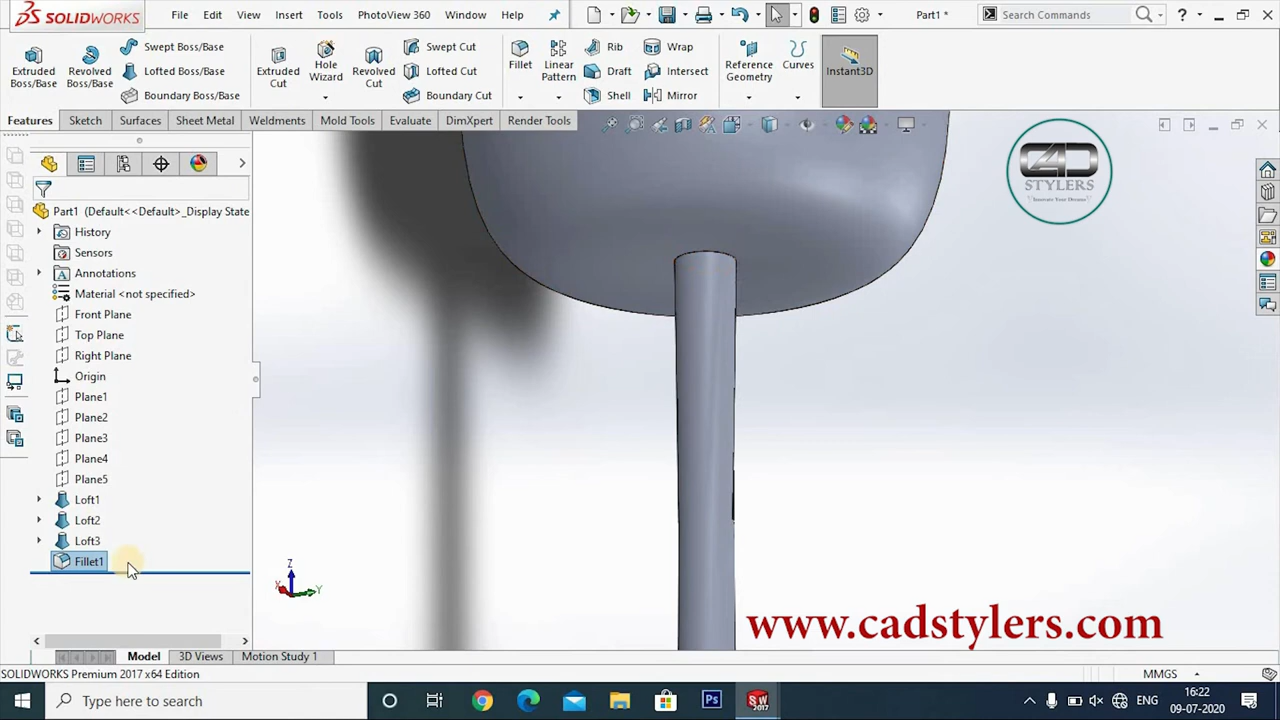 SOLIDWORKS
File Edit View Insert Tools PhotoView 360 Window Help
Part1 *
Search Commands
Extruded Boss/Base
Revolved Boss/Base
Swept Boss/Base
Lofted Boss/Base
Boundary Boss/Base
Extruded Cut
Hole Wizard
Revolved Cut
Swept Cut
Lofted Cut
Boundary Cut
Fillet
Linear Pattern
Rib
Draft
Shell
Wrap
Intersect
Mirror
Reference Geometry
Curves
Instant3D
Features Sketch Surfaces Sheet Metal Weldments Mold Tools Evaluate DimXpert Render Tools
CAD
STYLERS
Innovate Your Dreams
Part1 (Default<<Default>_Display State
History
Sensors
Annotations
Material <not specified>
Front Plane
Top Plane
Right Plane
Origin
Plane1
Plane2
Plane3
Plane4
Plane5
Loft1
Loft2
Loft3
Fillet1
Z
X
Y
www.cadstylers.com
Model 3D Views Motion Study 1
SOLIDWORKS Premium 2017 x64 Edition
MMGS
Type here to search
Ps
SW
2017
ENG
16:22
09-07-2020